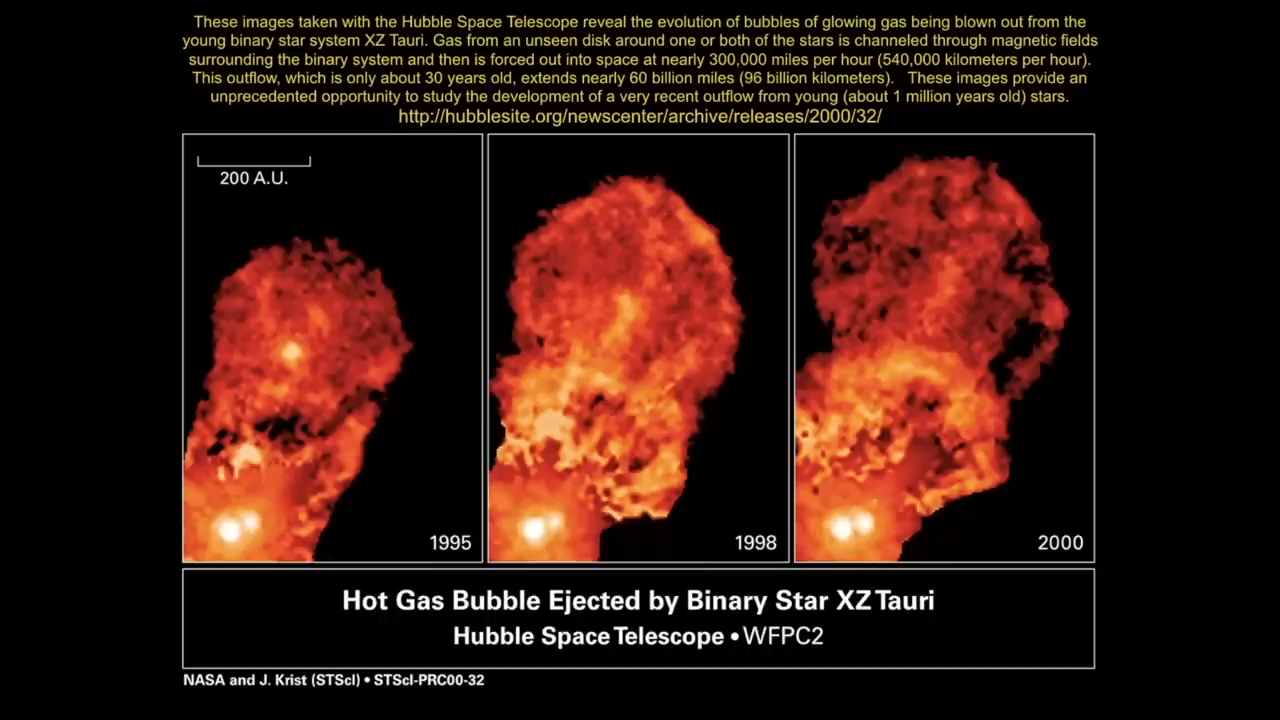 These images taken with the Hubble Space Telescope reveal the evolution of bubbles of glowing gas being blown out from the
young binary star system XZ Tauri. Gas from an unseen disk around one or both of the stars is channeled through magnetic fields
surrounding the binary system and then is forced out into space at nearly 300,000 miles per hour (540,000 kilometers per hour).
This outflow, which is only about 30 years old, extends nearly 60 billion miles (96 billion kilometers). These images provide an
unprecedented opportunity to study the development of a very recent outflow from young (about 1 million years old) stars.
http://hubblesite.org/newscenter/archive/releases/2000/32/
200 A.U.
1995
1998
2000
Hot Gas Bubble Ejected by Binary Star XZ Tauri
Hubble Space Telescope • WFPC2
NASA and J. Krist (STScI) • STScI-PRC00-32